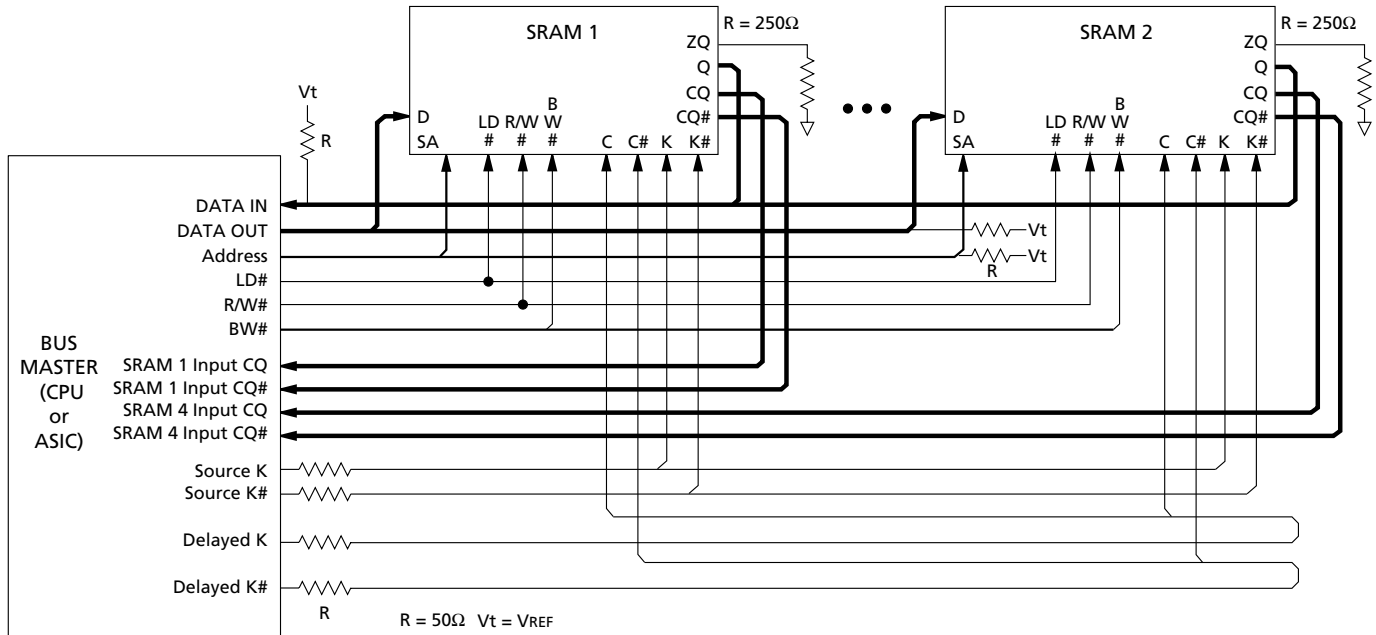 SRAM 1
R = 250Ω
ZQ
Q
CQ
CQ#
D
SA
LD
#
R/W
#
B
W
#
C
C#
K
K#
SRAM 2
R = 250Ω
ZQ
Q
CQ
CQ#
D
SA
LD
#
R/W
#
B
W
#
C
C#
K
K#
Vt
R
DATA IN
DATA OUT
Address
LD#
R/W#
BW#
Vt
Vt
R
BUS
MASTER
(CPU
or
ASIC)
SRAM 1 Input CQ
SRAM 1 Input CQ#
SRAM 4 Input CQ
SRAM 4 Input CQ#
Source K
Source K#
Delayed K
Delayed K#
R
R = 50Ω Vt = VREF